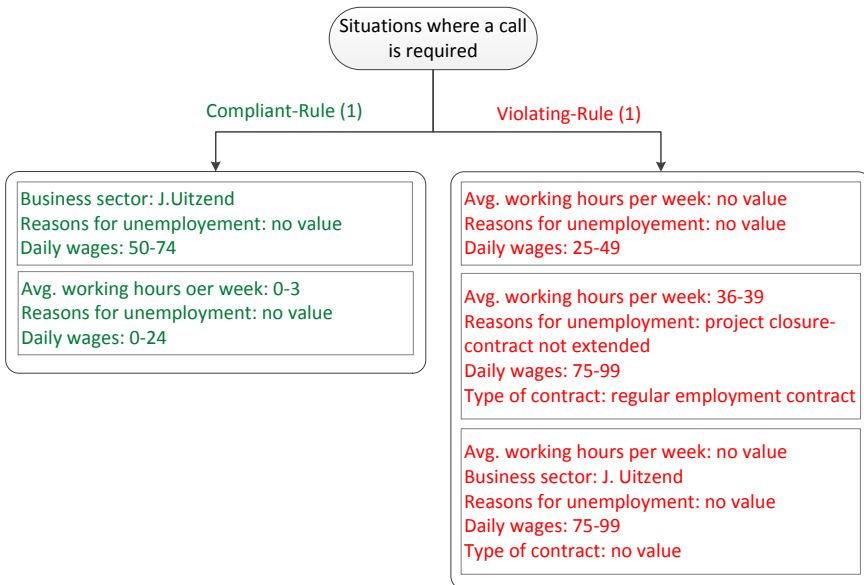 Situations where a call
is required
Compliant-Rule (1)
Violating-Rule (1)
Business sector: J.Uitzend
Reasons for unemployement: no value
Daily wages: 50-74
Avg. working hours oer week: 0-3
Reasons for unemployment: no value
Daily wages: 0-24
Avg. working hours per week: no value
Reasons for unemployement: no value
Daily wages: 25-49
Avg. working hours per week: 36-39
Reasons for unemployment: project closure-
contract not extended
Daily wages: 75-99
Type of contract: regular employment contract
Avg. working hours per week: no value
Business sector: J. Uitzend
Reasons for unemployment: no value
Daily wages: 75-99
Type of contract: no value